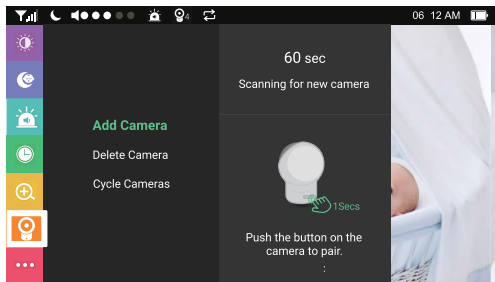 4
06 12 AM
60 sec
Scanning for new camera
Add Camera
Delete Camera
Cycle Cameras
1Secs
Push the button on the
camera to pair.
: